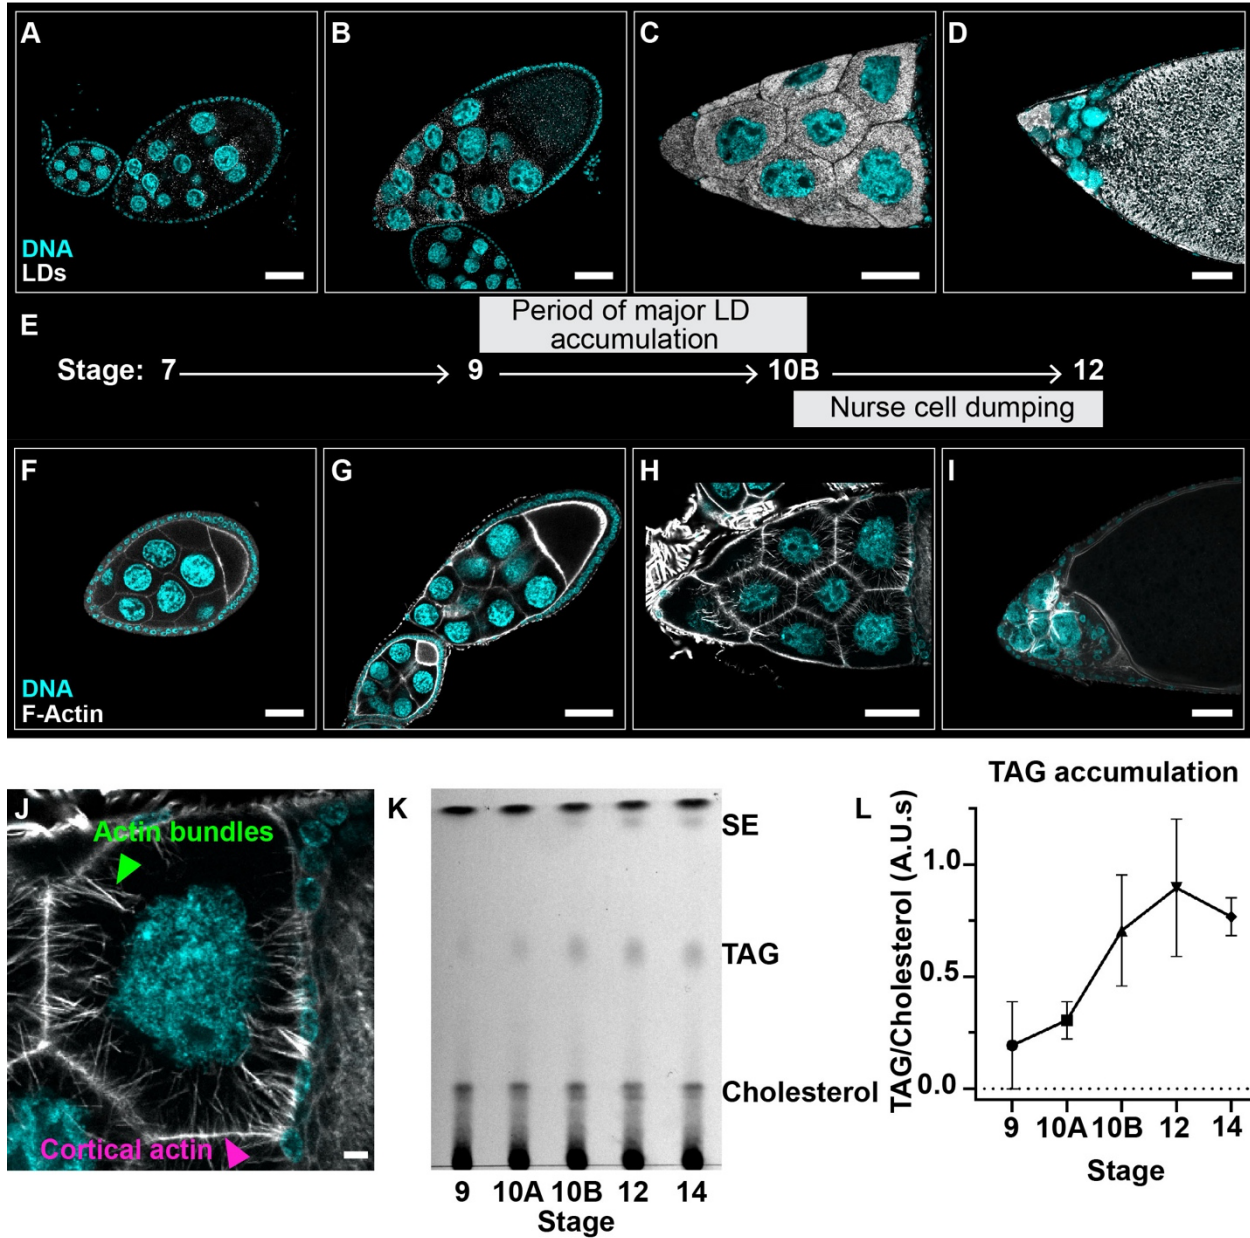 A
B
C
D
DNA
LDs
E
Period of major LD
accumulation
Stage: 7
9
10B
12
Nurse cell dumping
F
G
H
I
DNA
F-Actin
J
Actin bundles
Cortical actin
K
SE
TAG
Cholesterol
9 10A 10B 12 14
Stage
L
TAG accumulation
TAG/Cholesterol (A.U.s)
1.0
0.5
0.0
9 10A 10B 12 14
Stage